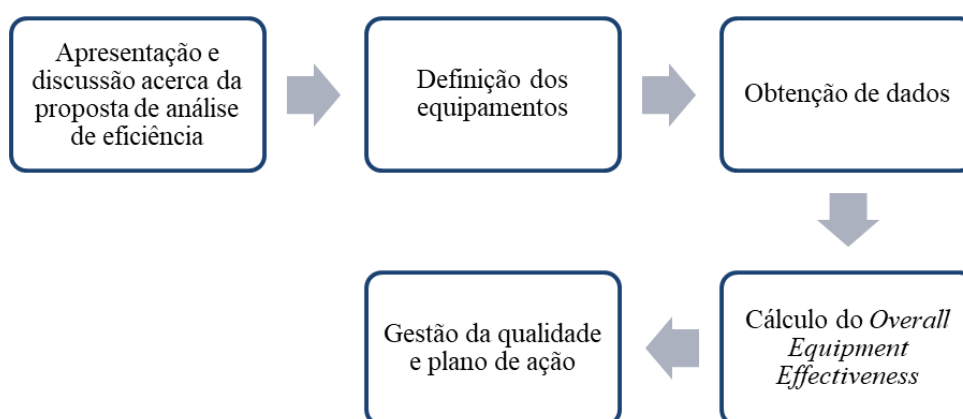 Apresentação e
discussão acerca da
proposta de análise
de eficiência
Definição dos
equipamentos
Obtenção de dados
Cálculo do Overall
Equipment
Effectiveness
Gestão da qualidade
e plano de ação